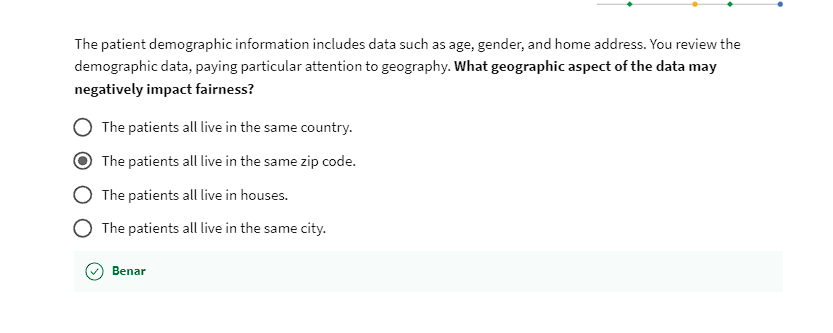 The patient demographic information includes data such as age, gender, and home address. You review the
demographic data, paying particular attention to geography. What geographic aspect of the data may
negatively impact fairness?
The patients all live in the same country.
The patients all live in the same zip code.
The patients all live in houses.
The patients all live in the same city.
Benar